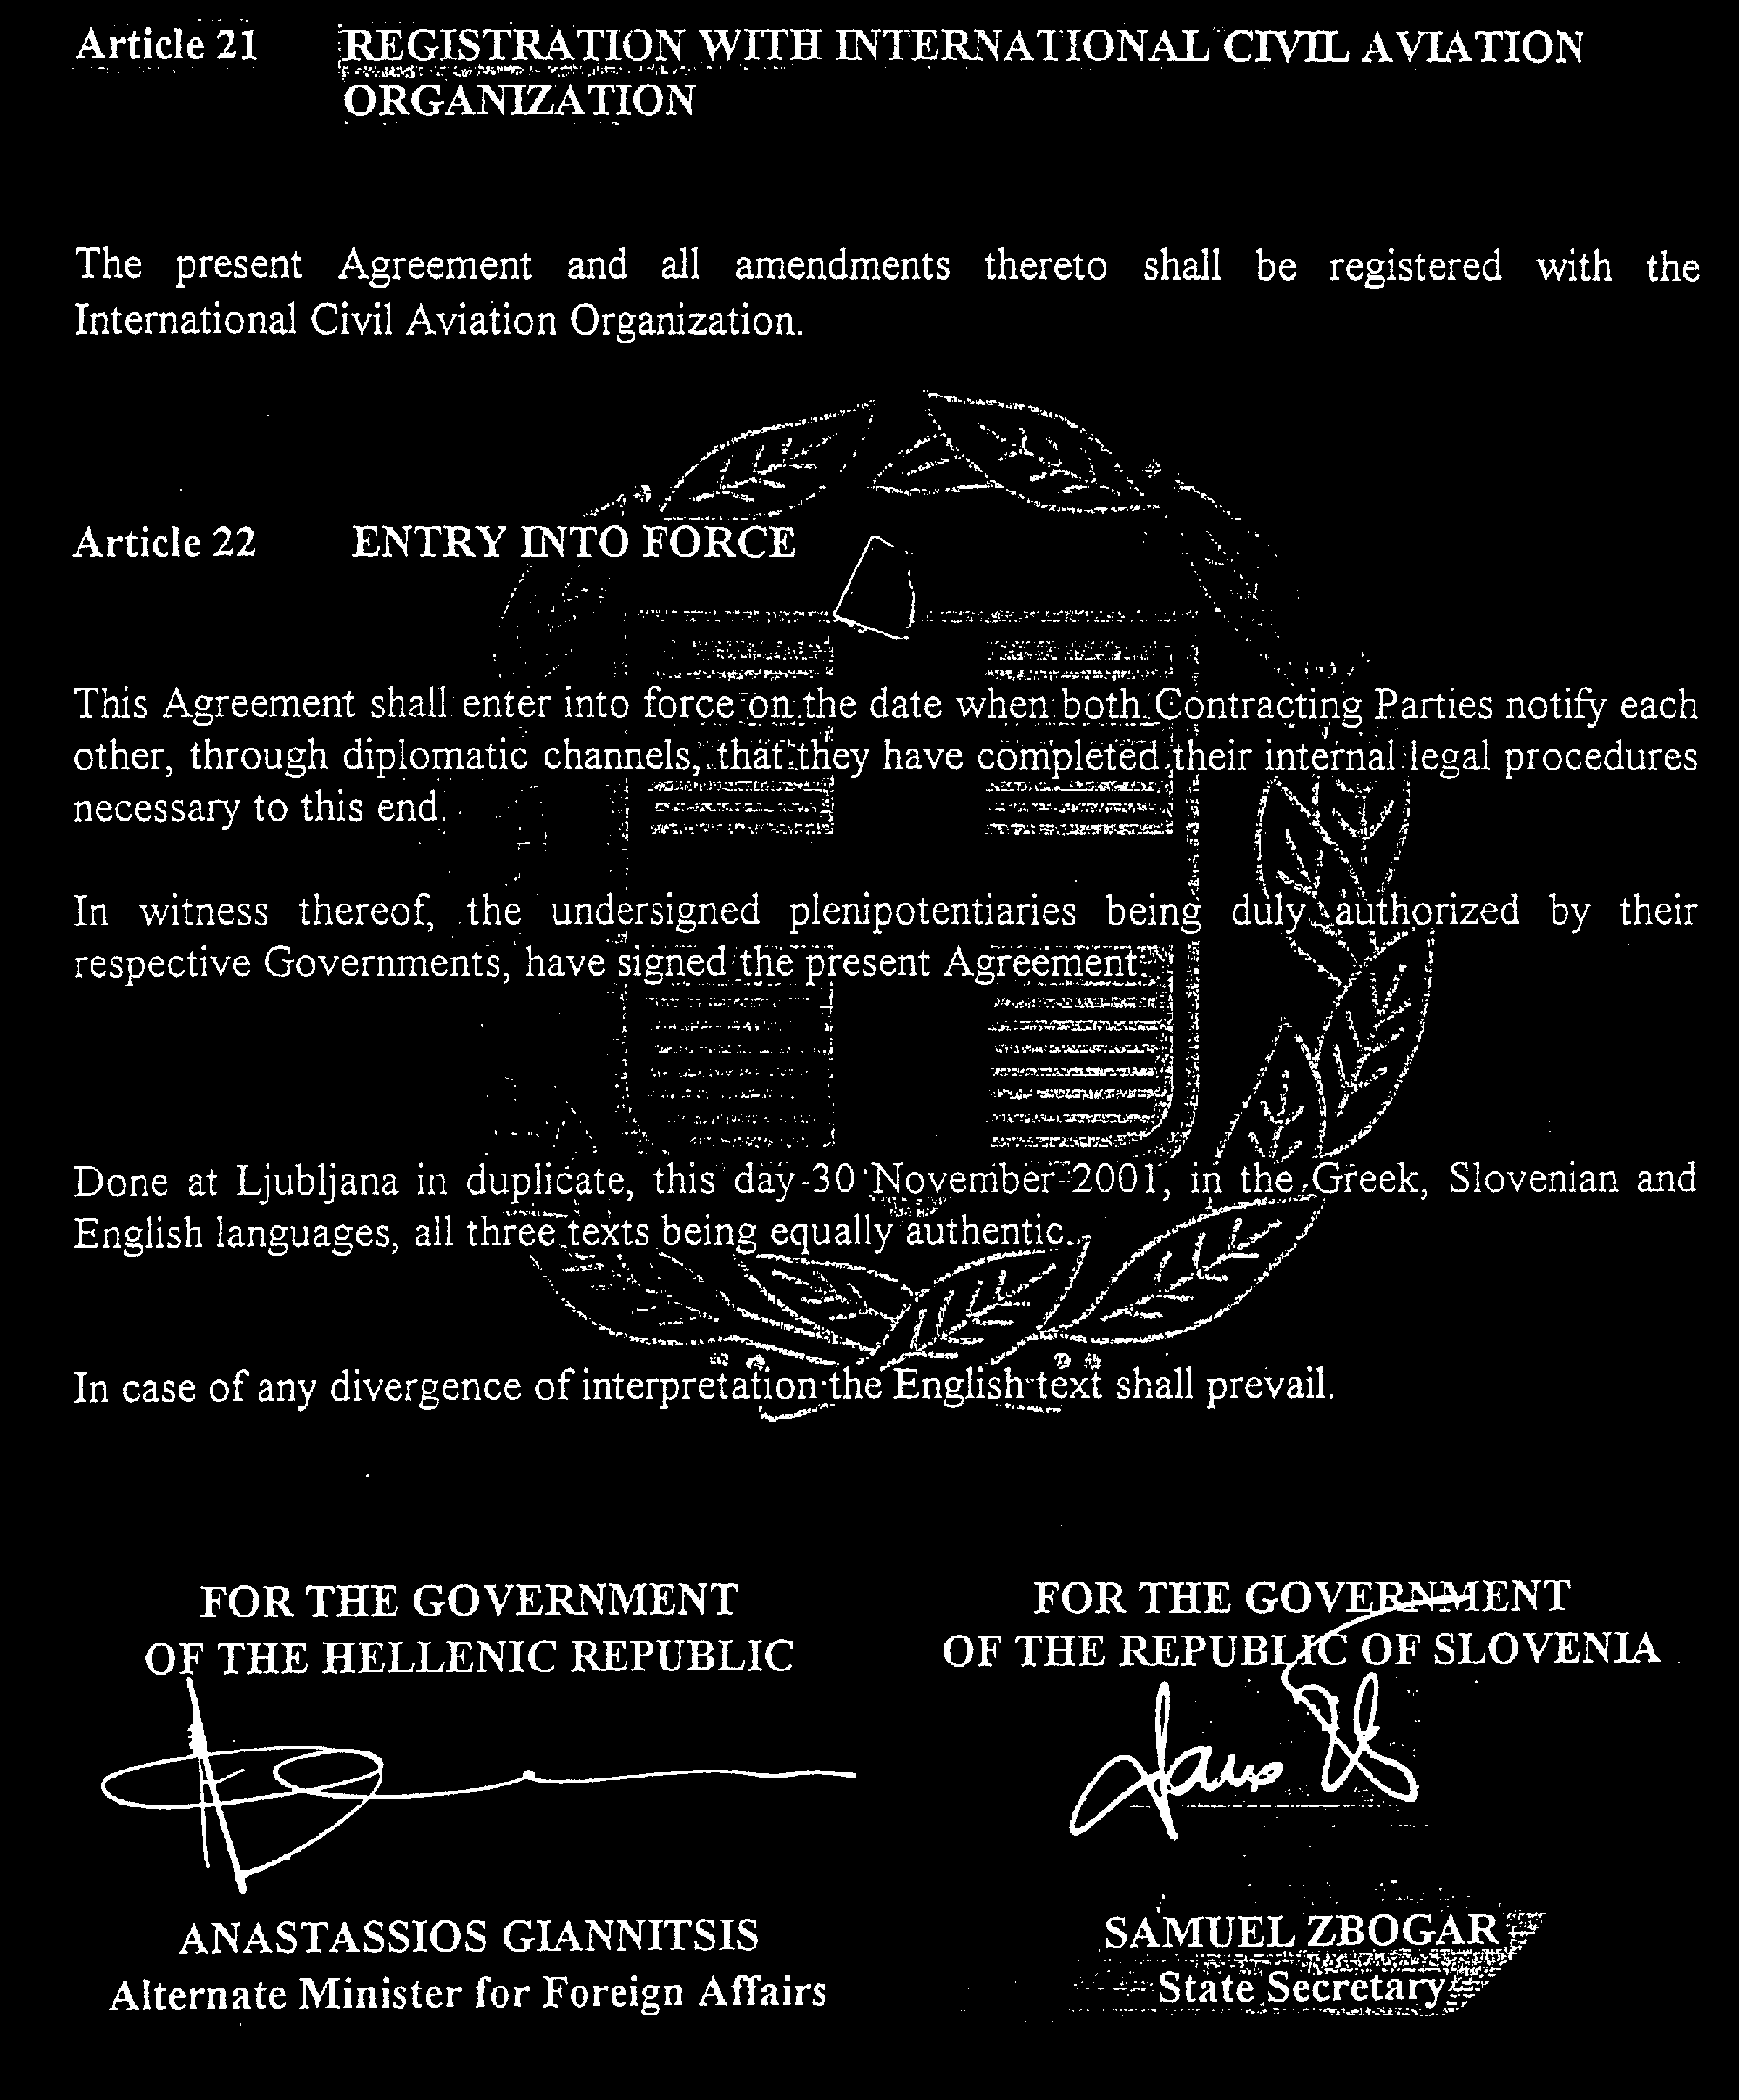 Article 21 REGISTRATION WITH INTERNATIONAL CIVIL AVIATION
ORGANIZATION
The present Agreement and all amendments thereto shall be registered with the
International Civil Aviation Organization.
Article 22 ENTRY INTO FORCE
This Agreement shall enter into force on the date when both Contracting Parties notify each
other, through diplomatic channels, that they have completed their internal legal procedures
necessary to this end.
In witness thereof, the undersigned plenipotentiaries being duly authorized by their
respective Governments, have signed the present Agreement.
Done at Ljubljana in duplicate, this day 30 November 2001, in the Greek, Slovenian and
English languages, all three texts being equally authentic.
In case of any divergence of interpretation the English text shall prevail.
FOR THE GOVERNMENT
OF THE HELLENIC REPUBLIC
ANASTASSIOS GIANNITSIS
Alternate Minister for Foreign Affairs
FOR THE GOVERNMENT
OF THE REPUBLIC OF SLOVENIA
SAMUEL ZBOGAR
State Secretary